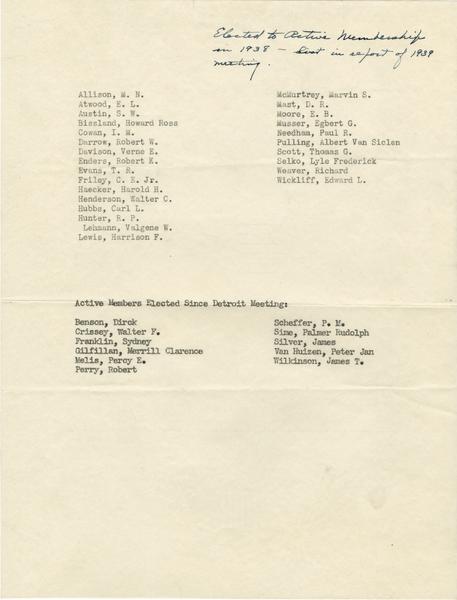 Elected to Active Membership
in 1938 - List in report of 1939
meeting.
Allison, M. N.
Atwood, E. L.
Austin, S. W.
Bissland, Howard Ross
Cowan, I. M.
Darrow, Robert W.
Davison, Verne E.
Enders, Robert K.
Evans, T. R.
Friley, C. E. Jr.
Haecker, Harold H.
Henderson, Walter C.
Hubbs, Carl L.
Hunter, R. P.
Lehmann, Valgene W.
Lewis, Harrison F.
McMurtrey, Marvin S.
Mast, D. R.
Moore, E. B.
Musser, Egbert G.
Needham, Paul R.
Pulling, Albert Van Siclen
Scott, Thomas G.
Selko, Lyle Frederick
Weaver, Richard
Wickliff, Edward L.
Active Members Elected Since Detroit Meeting:
Benson, Dirck
Crissey, Walter F.
Franklin, Sydney
Gilfillan, Merrill Clarence
Melis, Percy E.
Perry, Robert
Scheffer, P. M.
Sime, Palmer Rudolph
Silver, James
Van Huizen, Peter Jan
Wilkinson, James T.